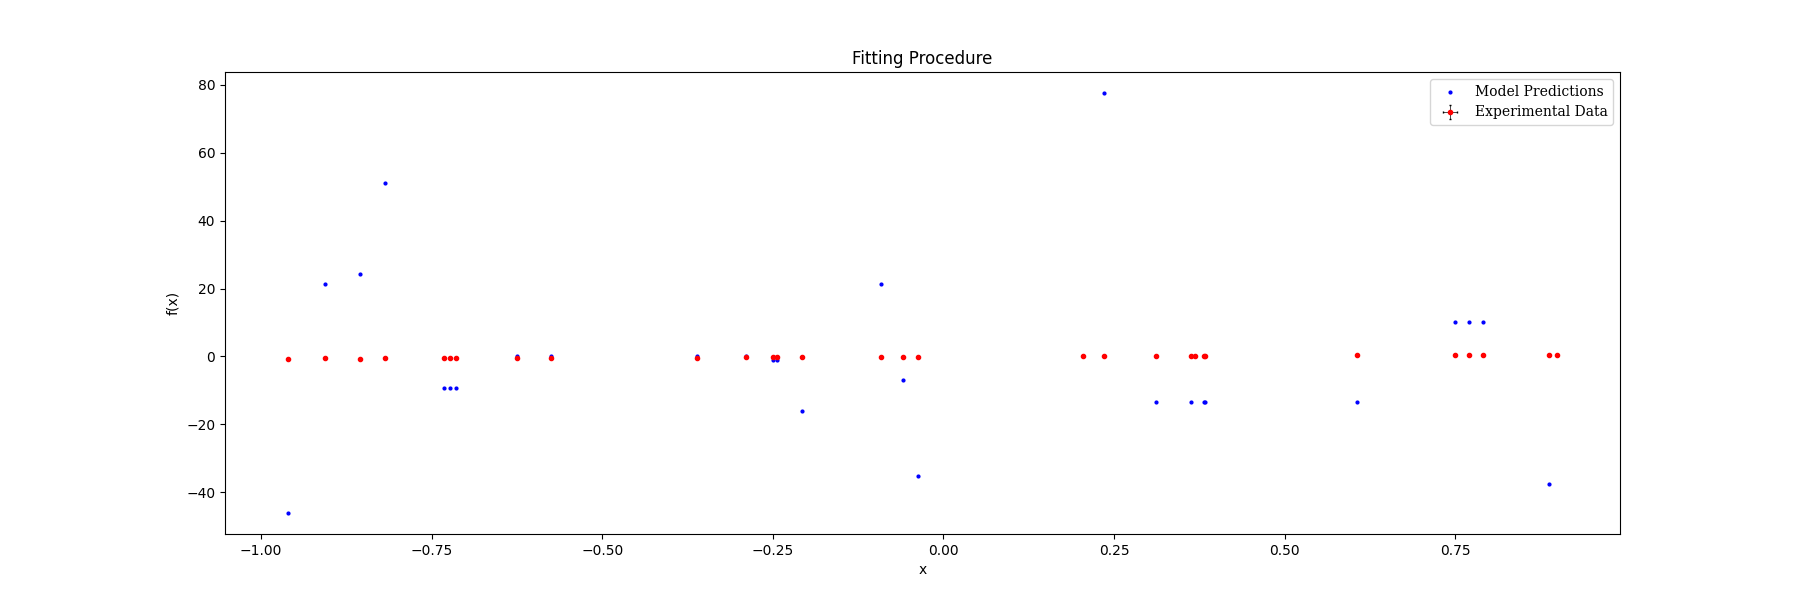 Fitting Procedure
80
60
40
20
0
−20
−40
f(x)
Model Predictions
Experimental Data
−1.00 −0.75 −0.50 −0.25 0.00 0.25 0.50 0.75
x